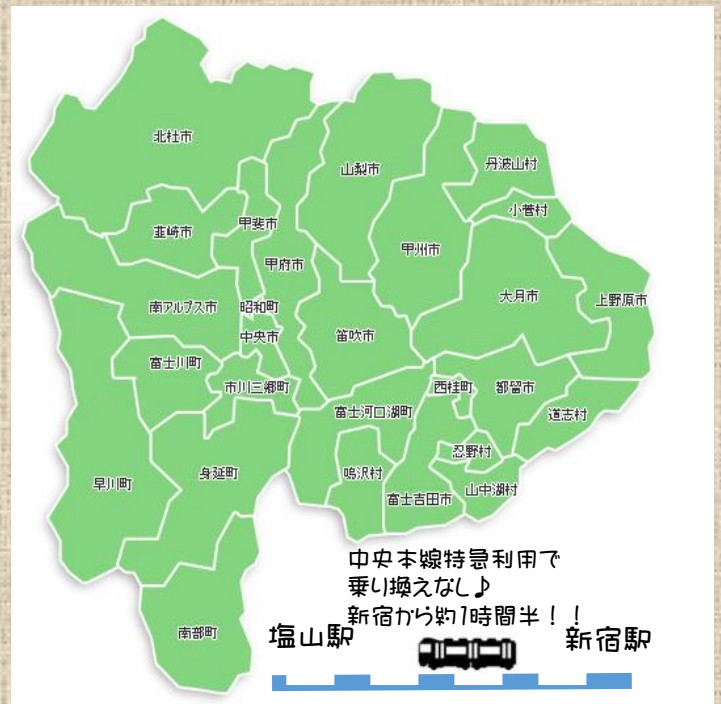 北杜市
丹波山村
山梨市
小菅村
韮崎市
甲斐市
甲州市
甲府市
大月市
上野原市
南アルプス市
昭和町
中央市
笛吹市
富士川町
市川三郷町
西桂町
都留市
富士河口湖町
道志村
忍野村
身延町
鳴沢村
早川町
山中湖村
富士吉田市
中央本線特急利用で
乗り換えなし♪
新宿から約1時間半!!
南部町
塩山駅
新宿駅